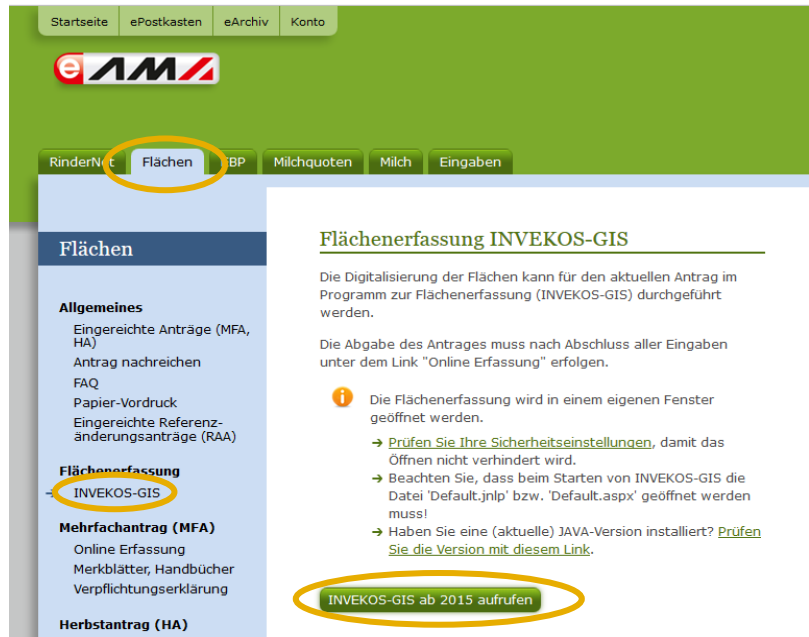 Startseite ePostkasten eArchiv Konto
eAMA
RinderNet Flächen EBP Milchquoten Milch Eingaben
Flächen
Allgemeines
Eingereichte Anträge (MFA,
HA)
Antrag nachreichen
FAQ
Papier-Vordruck
Eingereichte Referenz-
änderungsanträge (RAA)
Flächenerfassung
→ INVEKOS-GIS
Mehrfachantrag (MFA)
Online Erfassung
Merkblätter, Handbücher
Verpflichtungserklärung
Herbstantrag (HA)
Flächenerfassung INVEKOS-GIS
Die Digitalisierung der Flächen kann für den aktuellen Antrag im
Programm zur Flächenerfassung (INVEKOS-GIS) durchgeführt
werden.
Die Abgabe des Antrages muss nach Abschluss aller Eingaben
unter dem Link "Online Erfassung" erfolgen.
Die Flächenerfassung wird in einem eigenen Fenster
geöffnet werden.
→ Prüfen Sie Ihre Sicherheitseinstellungen, damit das
Öffnen nicht verhindert wird.
→ Beachten Sie, dass beim Starten von INVEKOS-GIS die
Datei 'Default.jnlp' bzw. 'Default.aspx' geöffnet werden
muss!
→ Haben Sie eine (aktuelle) JAVA-Version installiert? Prüfen
Sie die Version mit diesem Link.
INVEKOS-GIS ab 2015 aufrufen